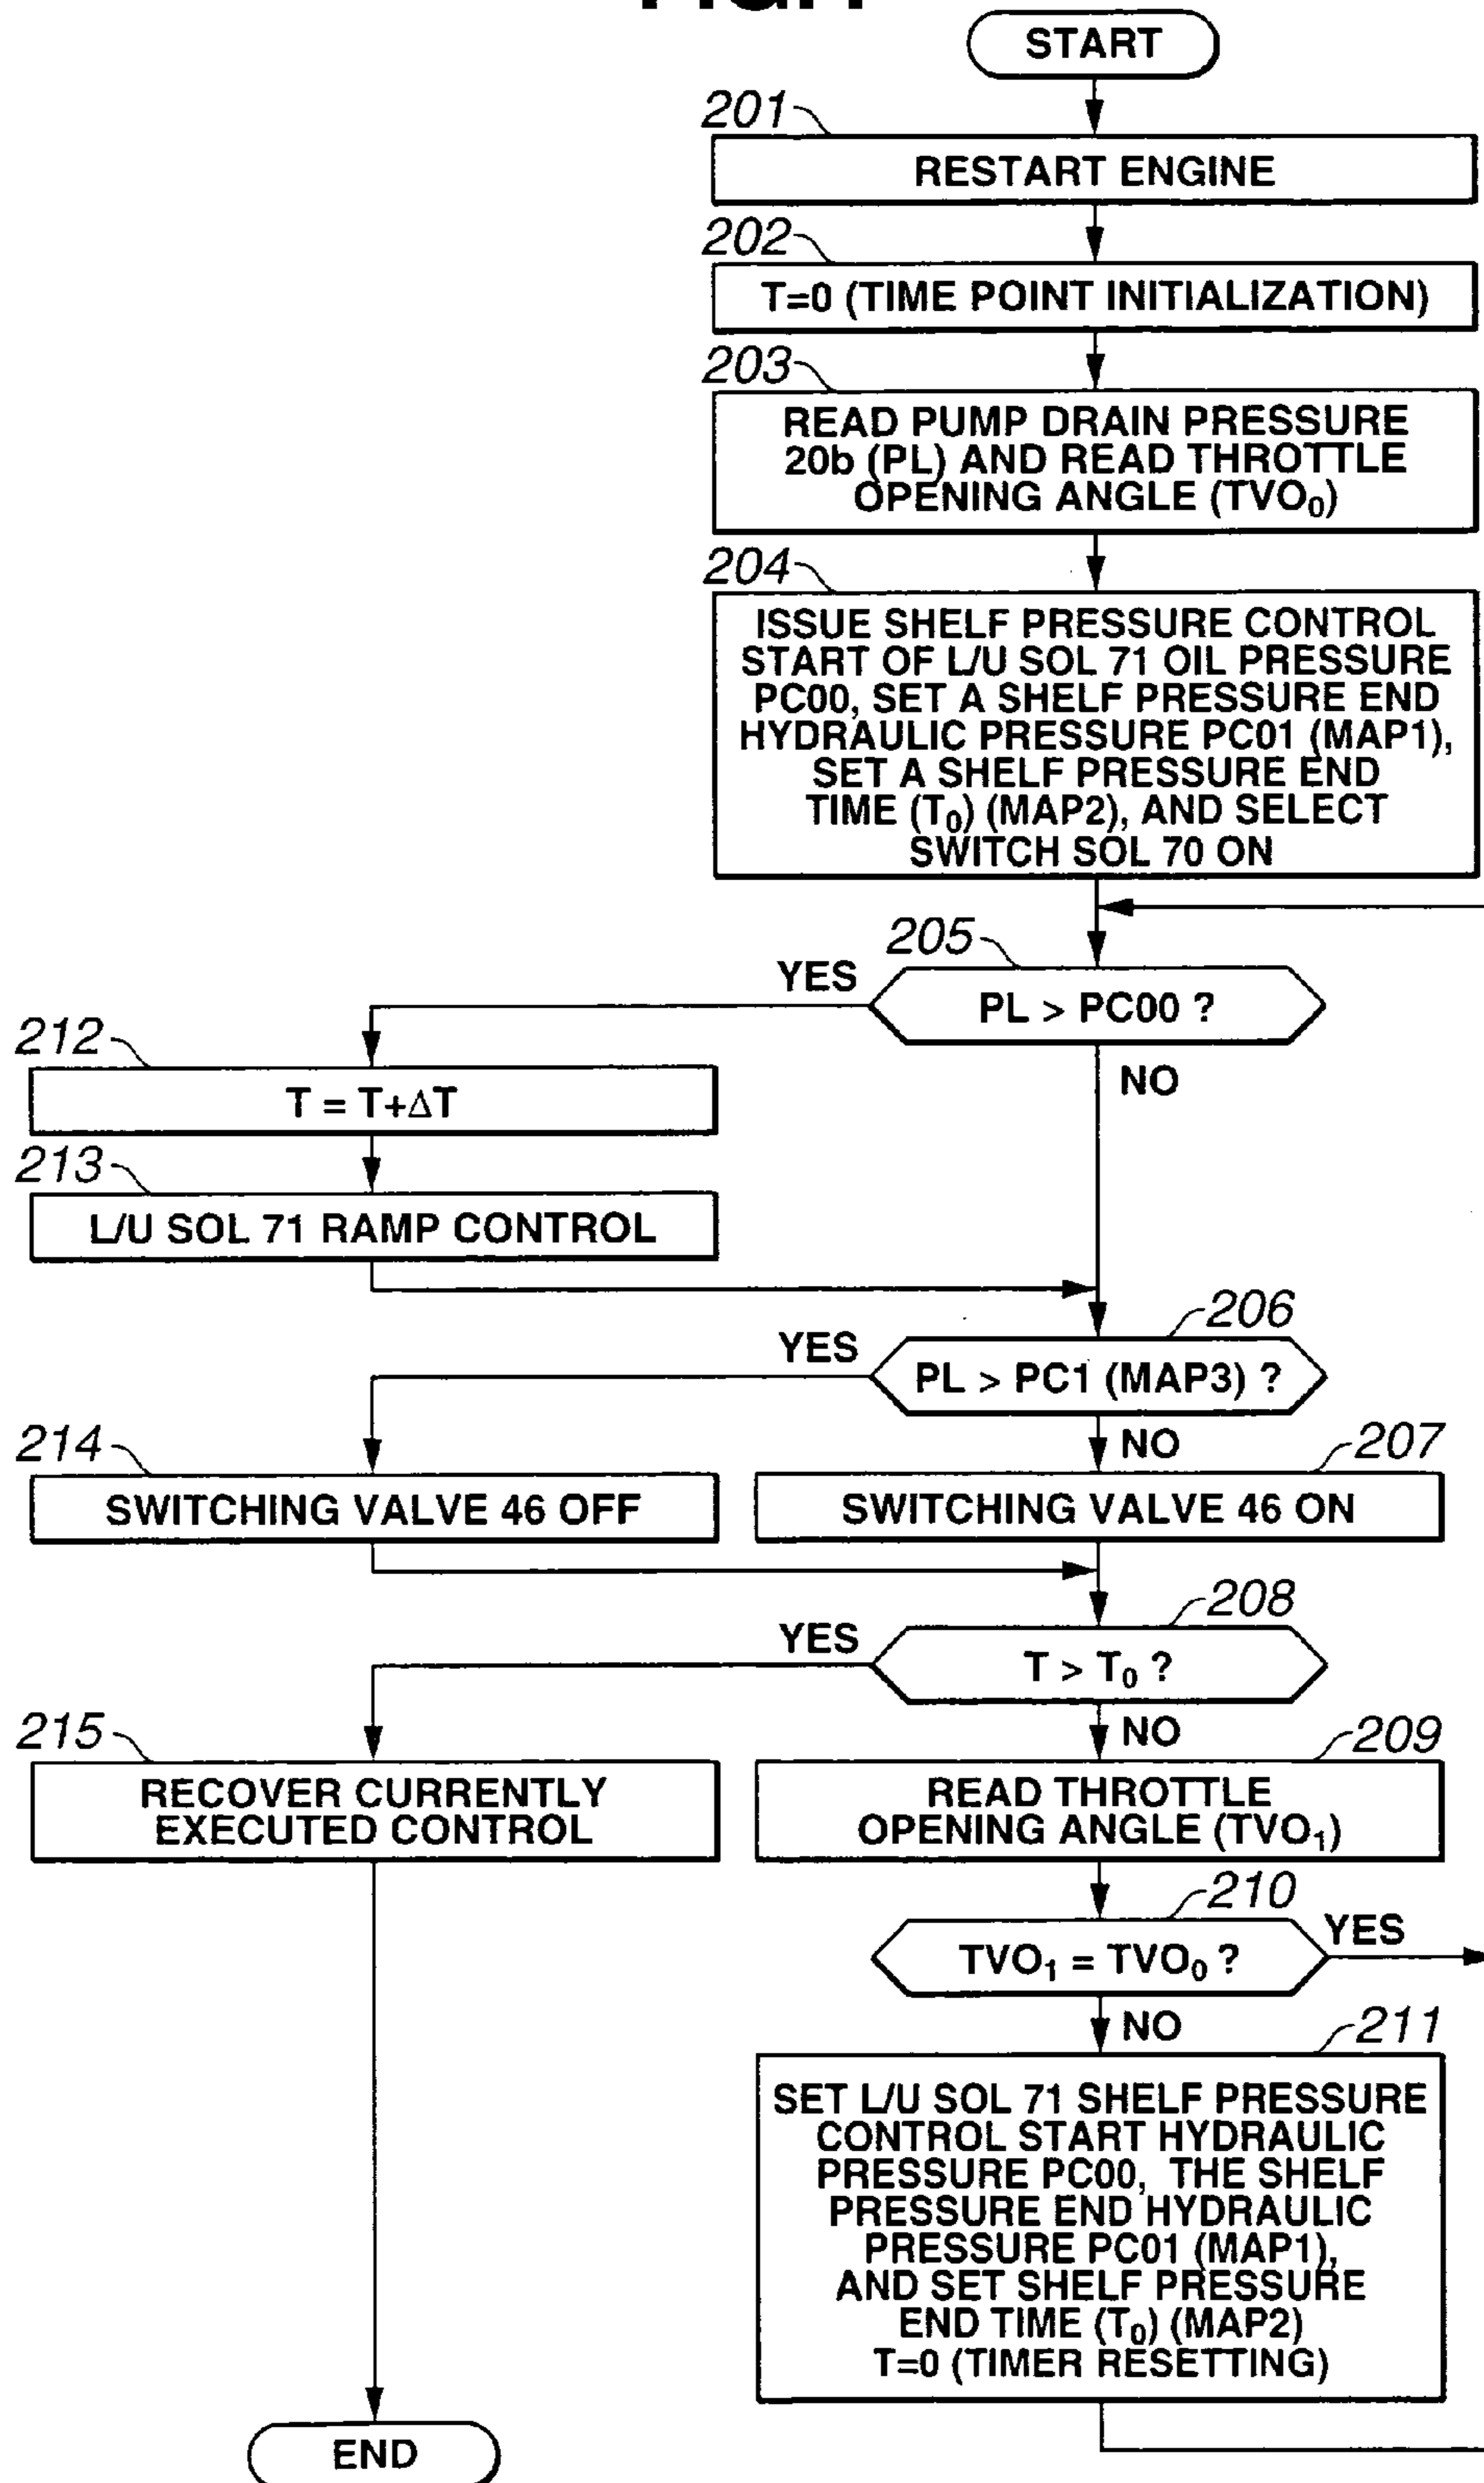 START
201
RESTART ENGINE
202
T=0 (TIME POINT INITIALIZATION)
203
READ PUMP DRAIN PRESSURE
20b (PL) AND READ THROTTLE
OPENING ANGLE (TVO₀)
204
ISSUE SHELF PRESSURE CONTROL
START OF L/U SOL 71 OIL PRESSURE
PC00, SET A SHELF PRESSURE END
HYDRAULIC PRESSURE PC01 (MAP1),
SET A SHELF PRESSURE END
TIME (T₀) (MAP2), AND SELECT
SWITCH SOL 70 ON
205
YES
PL > PC00 ?
NO
212
T = T+ΔT
213
L/U SOL 71 RAMP CONTROL
206
YES
PL > PC1 (MAP3) ?
NO
214
SWITCHING VALVE 46 OFF
207
SWITCHING VALVE 46 ON
208
YES
T > T₀ ?
NO
215
RECOVER CURRENTLY
EXECUTED CONTROL
209
READ THROTTLE
OPENING ANGLE (TVO₁)
210
YES
TVO₁ = TVO₀ ?
NO
211
SET L/U SOL 71 SHELF PRESSURE
CONTROL START HYDRAULIC
PRESSURE PC00, THE SHELF
PRESSURE END HYDRAULIC
PRESSURE PC01 (MAP1),
AND SET SHELF PRESSURE
END TIME (T₀) (MAP2)
T=0 (TIMER RESETTING)
END